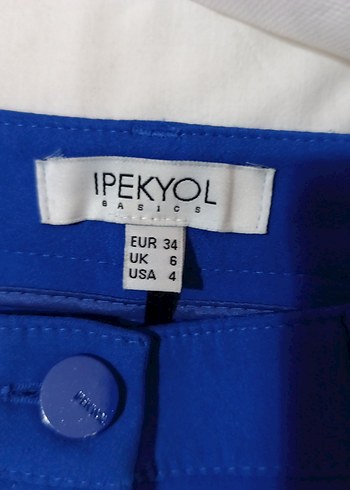 IPEKYOL
BASICS
EUR 34
UK 6
USA 4